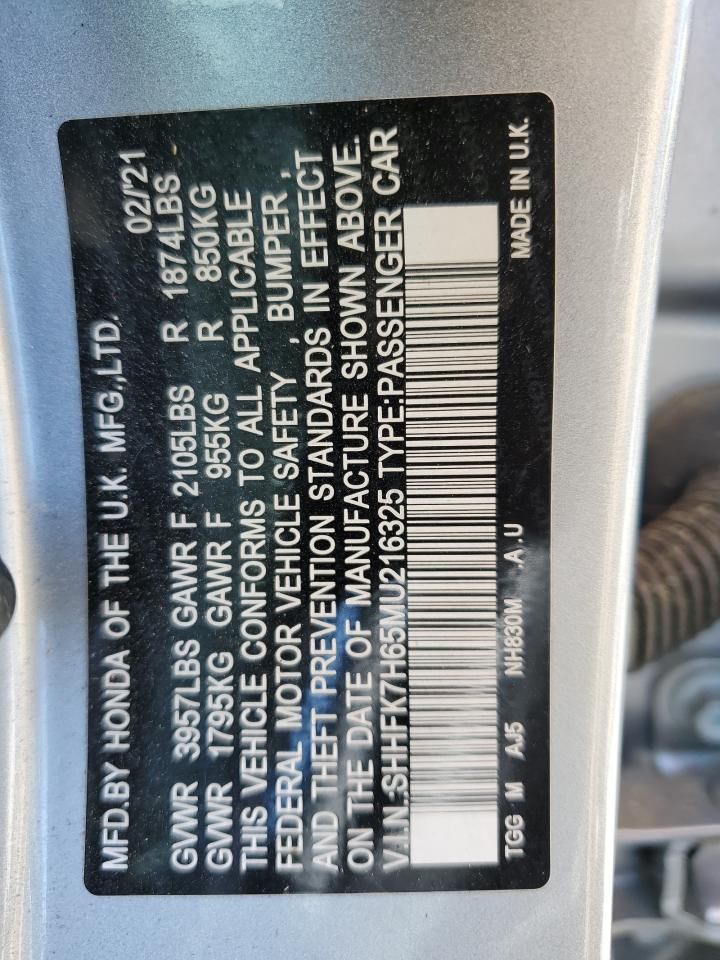 MFD.BY HONDA OF THE U.K. MFG.,LTD. 02/'21
GVWR 3957LBS GAWR F 2105LBS R 1874LBS
GVWR 1795KG GAWR F 955KG R 850KG
THIS VEHICLE CONFORMS TO ALL APPLICABLE
FEDERAL MOTOR VEHICLE SAFETY , BUMPER ,
AND THEFT PREVENTION STANDARDS IN EFFECT
ON THE DATE OF MANUFACTURE SHOWN ABOVE.
V.I.N.:SHHFK7H65MU216325 TYPE:PASSENGER CAR
TGG M AJ5 NH830M .A .U MADE IN U.K.